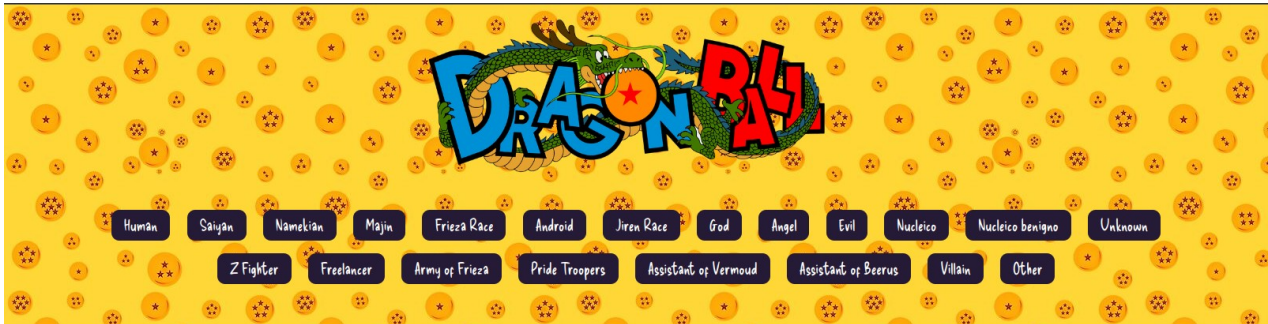 DRAGON BALL
Human Saiyan Namekian Majin Frieza Race Android Jiren Race God Angel Evil Nucleico Nucleico benigno Unknown
Z Fighter Freelancer Army of Frieza Pride Troopers Assistant of Vermoud Assistant of Beerus Villain Other